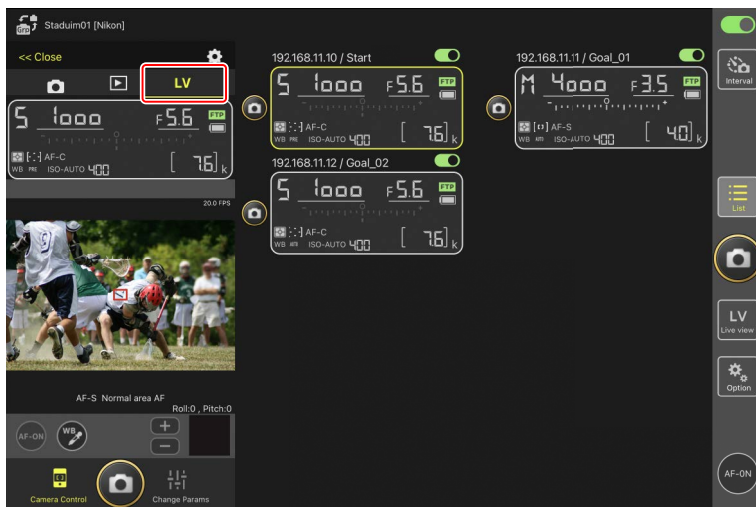 Grp
Staduim01 [Nikon]
<< Close
LV
S 1000 F5.6 FTP
AF-C
WB PRE ISO-AUTO 400 [ 7.6] k
20.0 FPS
AF-S Normal area AF
Roll:0 , Pitch:0
AF-ON
WB
Camera Control
Change Params
192.168.11.10 / Start
S 1000 F5.6 FTP
AF-C
WB PRE ISO-AUTO 400 [ 7.6] k
192.168.11.11 / Goal_01
M 4000 F3.5 FTP
AF-S
WB AUTO ISO-AUTO 400 [ 4.0] k
192.168.11.12 / Goal_02
S 1000 F5.6 FTP
AF-C
WB AUTO ISO-AUTO 400 [ 7.6] k
Interval
List
LV
Live view
Option
AF-ON